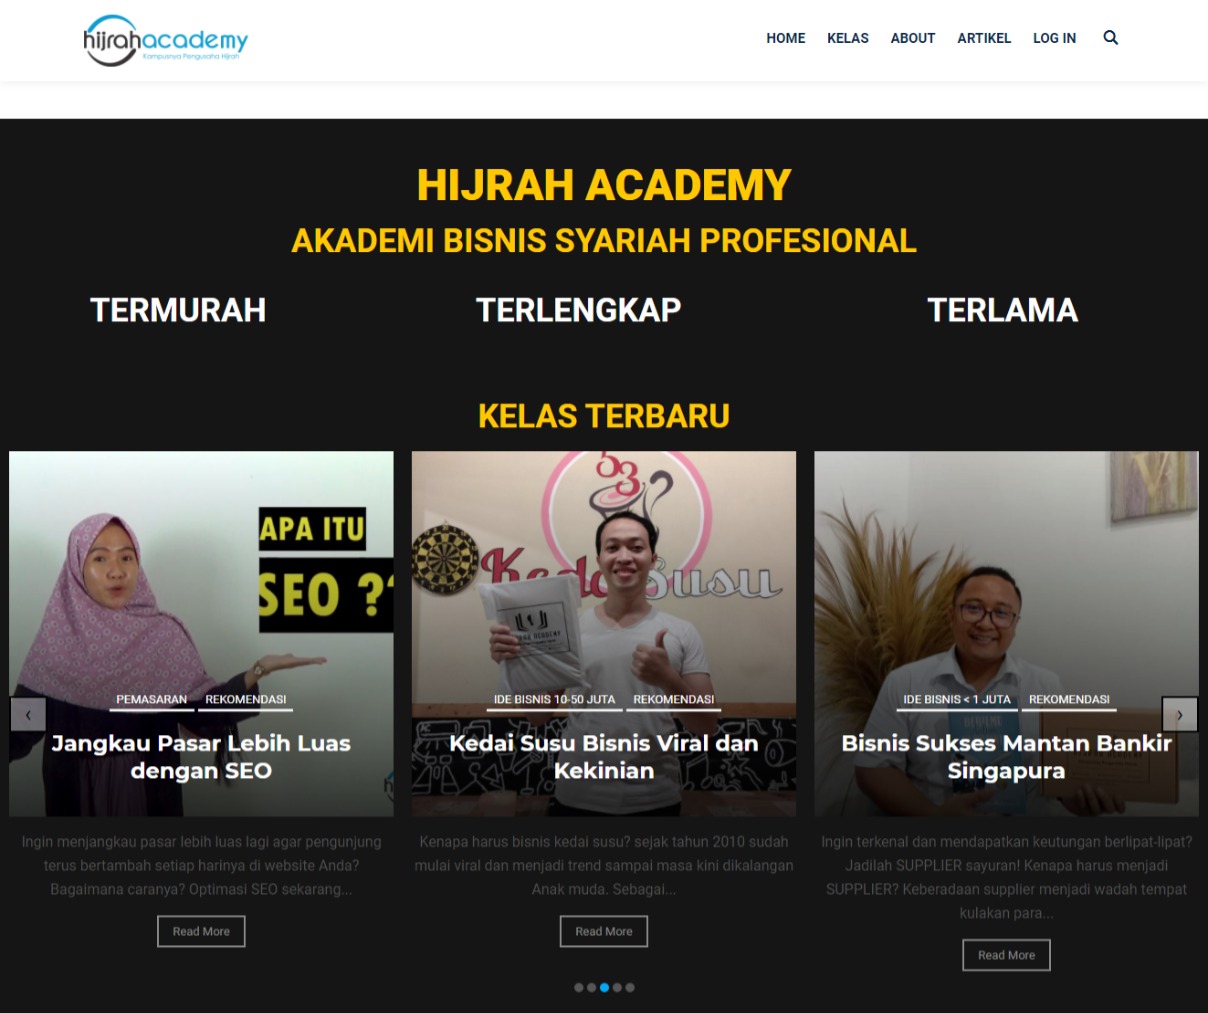 hijrahacademy
Kampusnya Pengusaha Hijrah
HOME KELAS ABOUT ARTIKEL LOG IN
HIJRAH ACADEMY
AKADEMI BISNIS SYARIAH PROFESIONAL
TERMURAH TERLENGKAP TERLAMA
KELAS TERBARU
APA ITU
SEO ??
PEMASARAN REKOMENDASI
Jangkau Pasar Lebih Luas
dengan SEO
Ingin menjangkau pasar lebih luas lagi agar pengunjung
terus bertambah setiap harinya di website Anda?
Bagaimana caranya? Optimasi SEO sekarang...
Read More
53
Kedai Susu
IDE BISNIS 10-50 JUTA REKOMENDASI
Kedai Susu Bisnis Viral dan
Kekinian
Kenapa harus bisnis kedai susu? sejak tahun 2010 sudah
mulai viral dan menjadi trend sampai masa kini dikalangan
Anak muda. Sebagai...
Read More
IDE BISNIS < 1 JUTA REKOMENDASI
Bisnis Sukses Mantan Bankir
Singapura
Ingin terkenal dan mendapatkan keutungan berlipat-lipat?
Jadilah SUPPLIER sayuran! Kenapa harus menjadi
SUPPLIER? Keberadaan supplier menjadi wadah tempat
kulakan para...
Read More